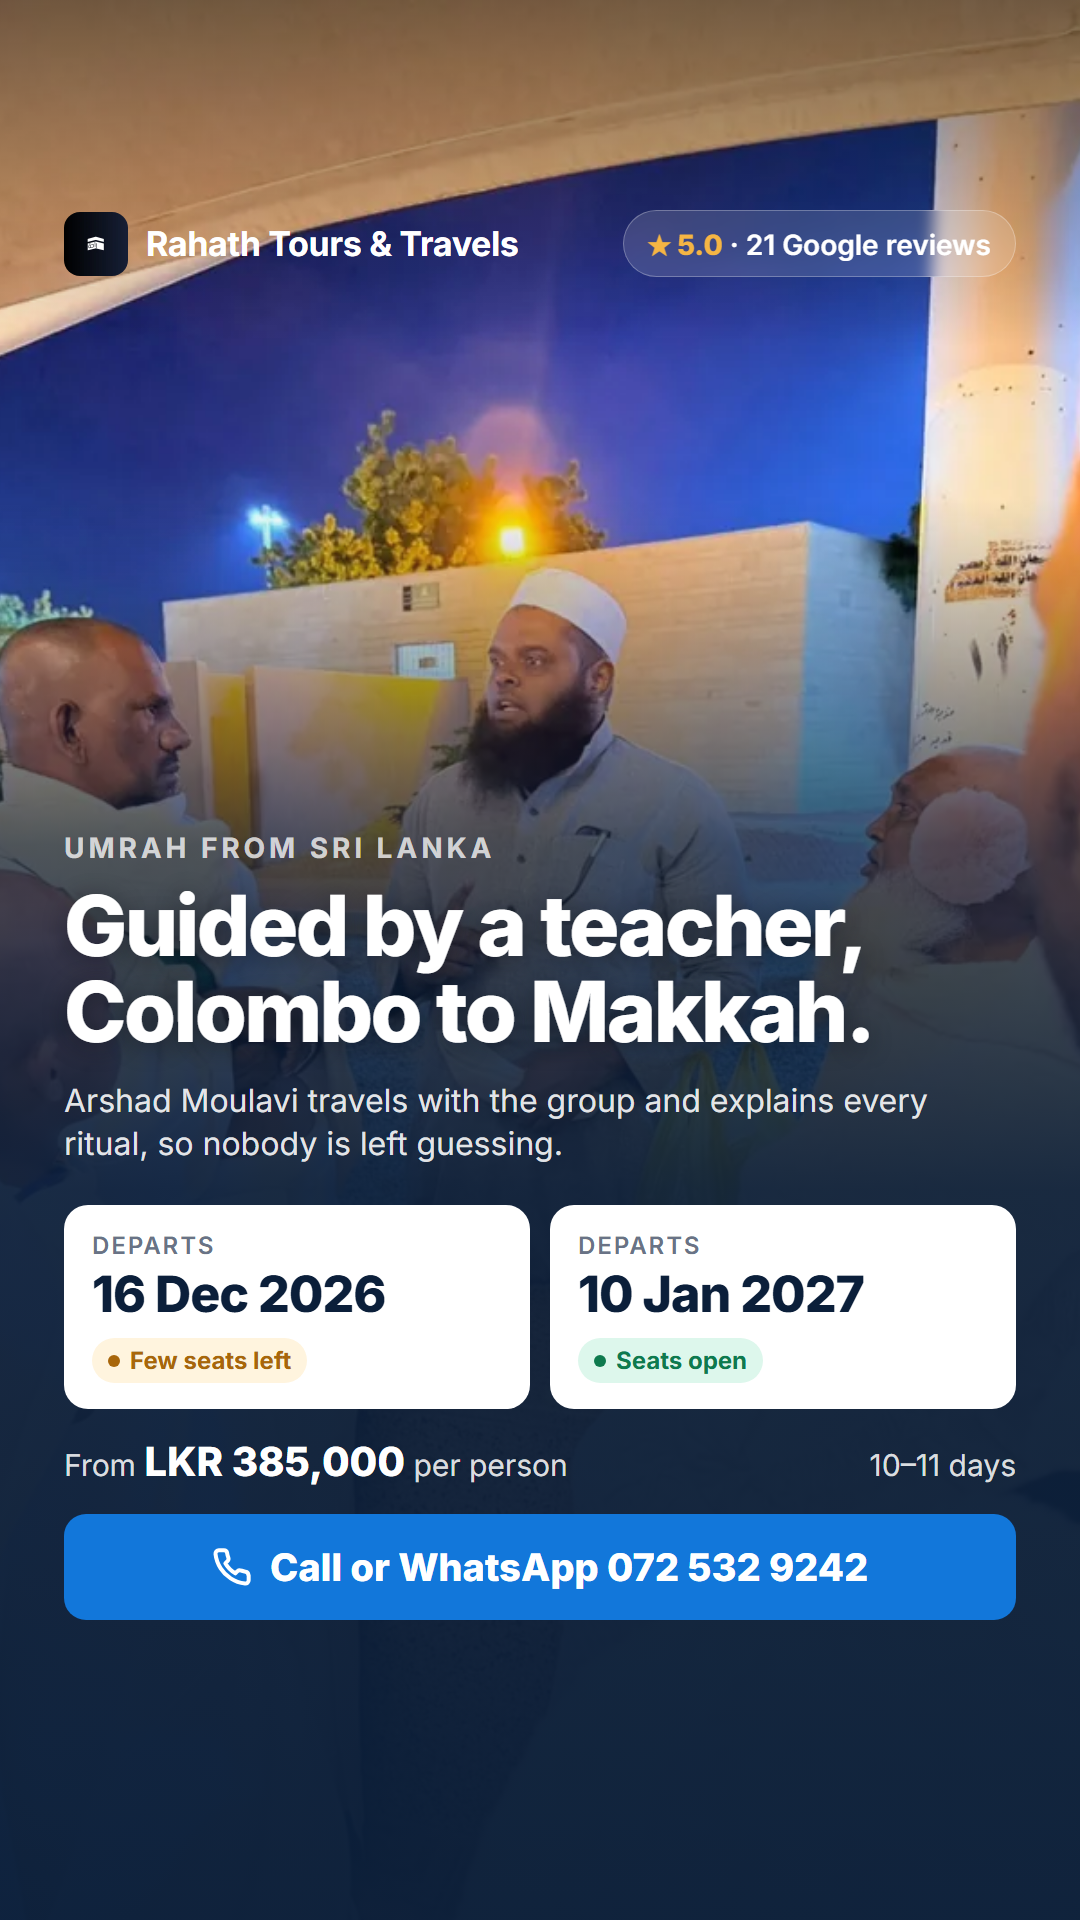 Rahath Tours & Travels
★ 5.0 · 21 Google reviews
UMRAH FROM SRI LANKA
Guided by a teacher,
Colombo to Makkah.
Arshad Moulavi travels with the group and explains every
ritual, so nobody is left guessing.
DEPARTS
16 Dec 2026
Few seats left
DEPARTS
10 Jan 2027
Seats open
From LKR 385,000 per person
10–11 days
Call or WhatsApp 072 532 9242